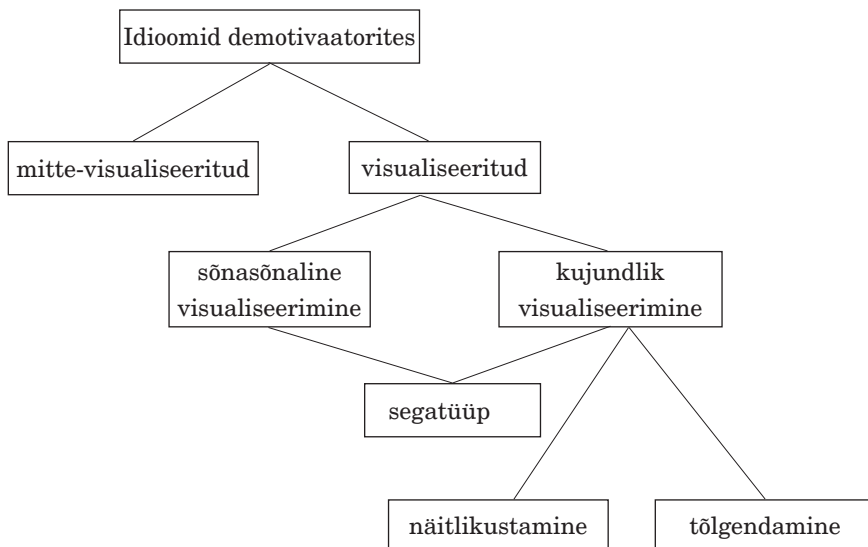 Idioomid demotivaatorites
mitte-visualiseeritud
visualiseeritud
sõnasõnaline
visualiseerimine
kujundlik
visualiseerimine
segatüüp
näitlikustamine
tõlgendamine